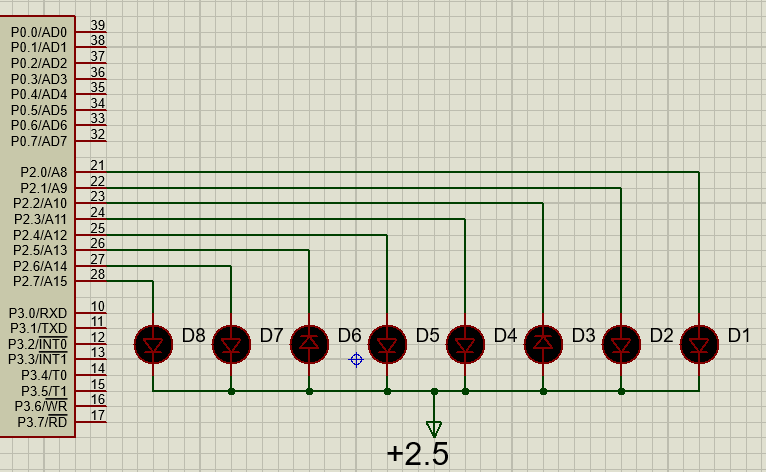 P0.0/AD0 39
P0.1/AD1 38
P0.2/AD2 37
P0.3/AD3 36
P0.4/AD4 35
P0.5/AD5 34
P0.6/AD6 33
P0.7/AD7 32
P2.0/A8 21
P2.1/A9 22
P2.2/A10 23
P2.3/A11 24
P2.4/A12 25
P2.5/A13 26
P2.6/A14 27
P2.7/A15 28
P3.0/RXD 10
P3.1/TXD 11
P3.2/INT0 12
P3.3/INT1 13
P3.4/T0 14
P3.5/T1 15
P3.6/WR 16
P3.7/RD 17
D8 D7 D6 D5 D4 D3 D2 D1
+2.5